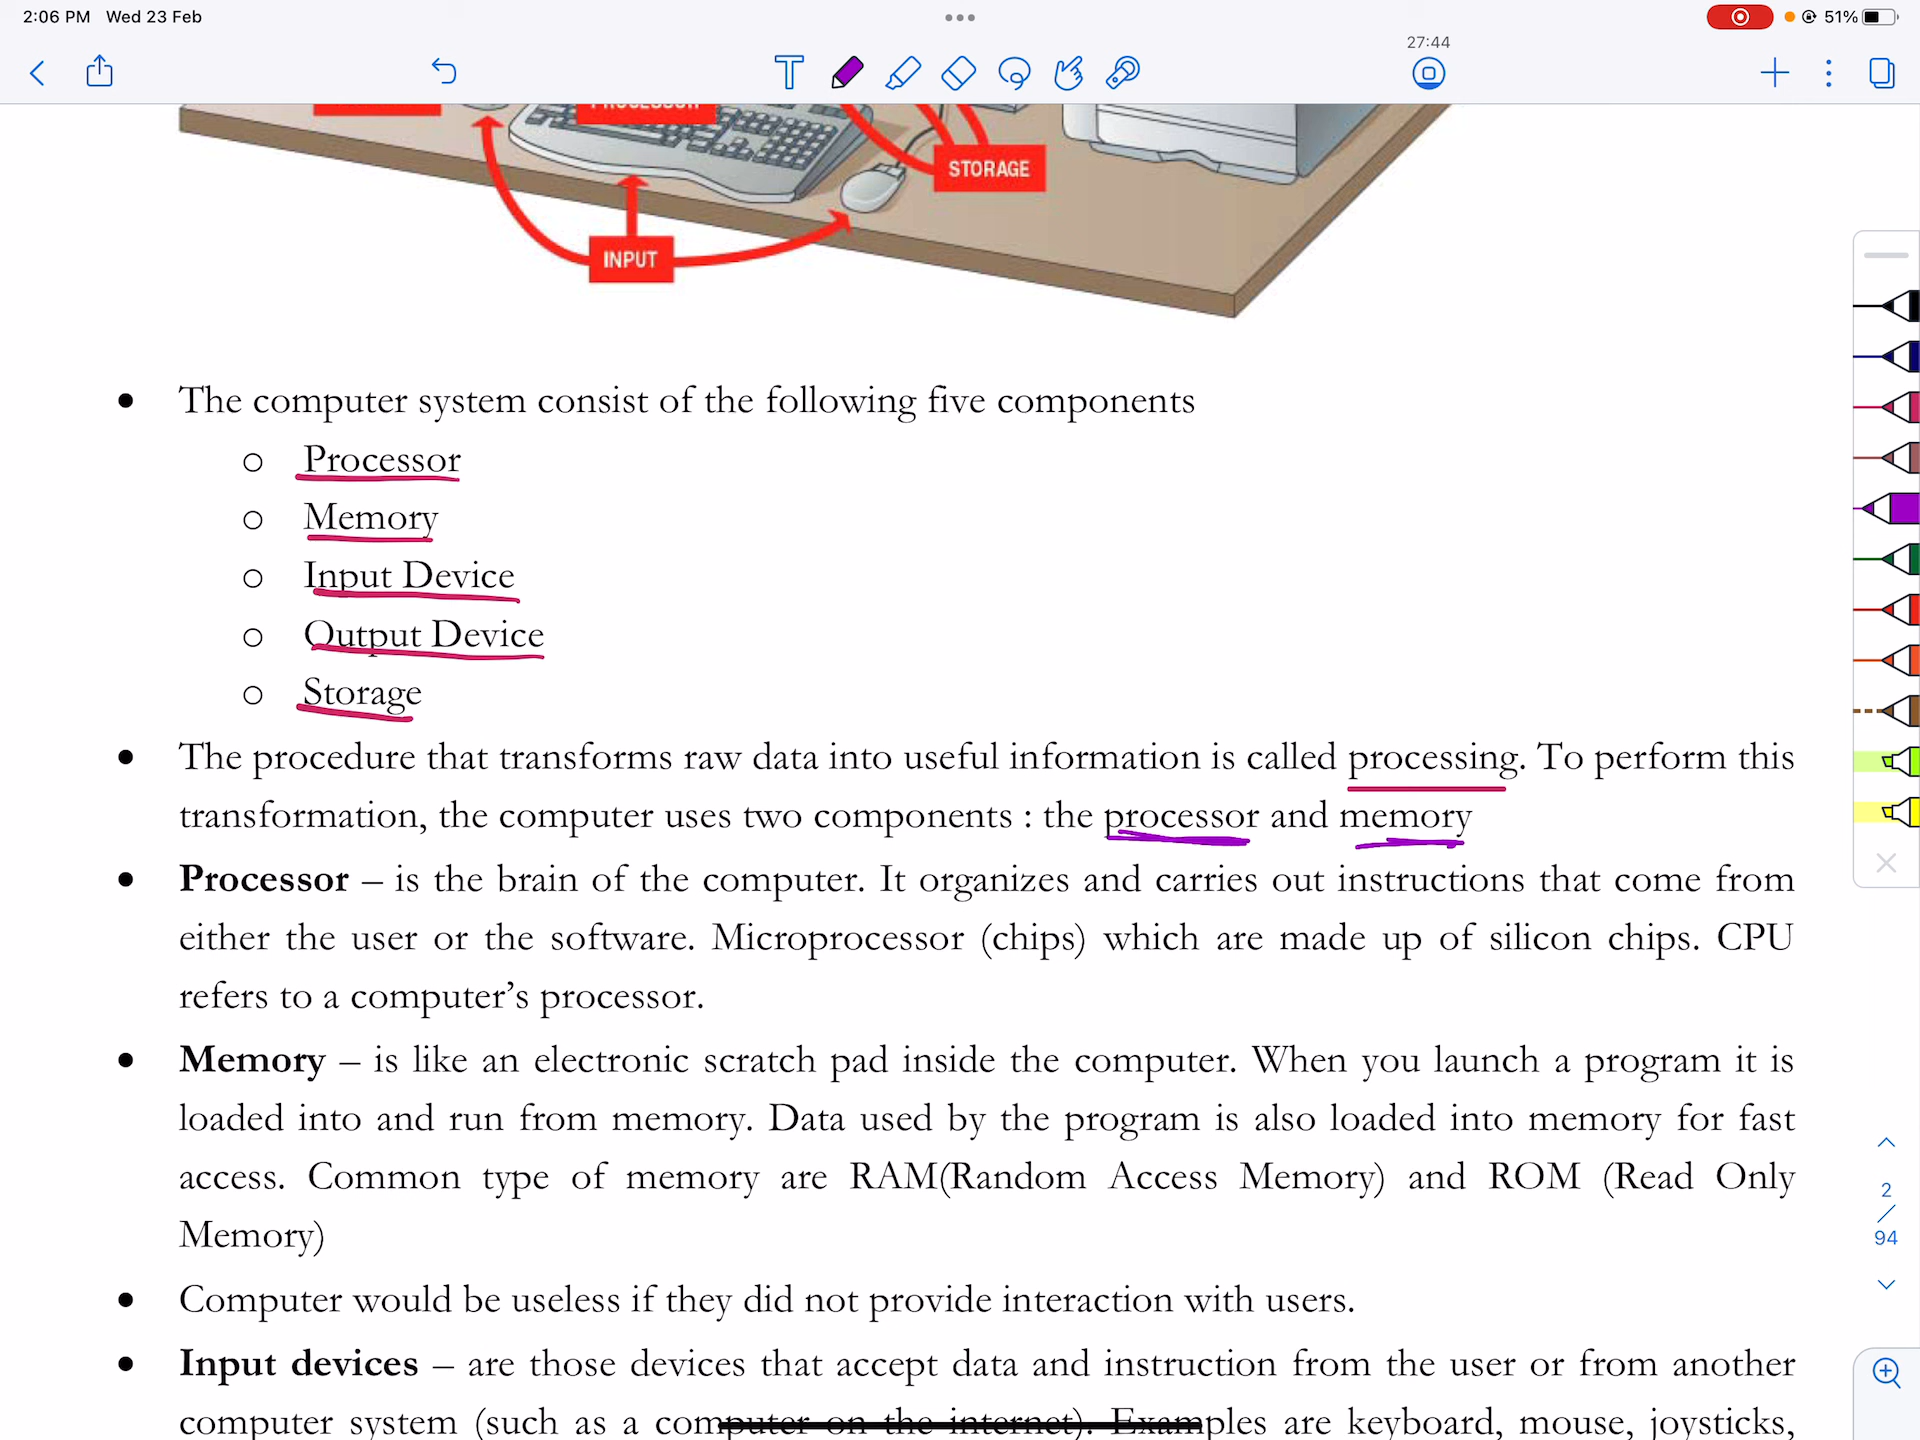 2:06 PM Wed 23 Feb
51%
27:44
PROCESSOR
STORAGE
INPUT
• The computer system consist of the following five components
○ Processor
○ Memory
○ Input Device
○ Output Device
○ Storage
• The procedure that transforms raw data into useful information is called processing. To perform this
transformation, the computer uses two components : the processor and memory
• Processor – is the brain of the computer. It organizes and carries out instructions that come from
either the user or the software. Microprocessor (chips) which are made up of silicon chips. CPU
refers to a computer’s processor.
• Memory – is like an electronic scratch pad inside the computer. When you launch a program it is
loaded into and run from memory. Data used by the program is also loaded into memory for fast
access. Common type of memory are RAM(Random Access Memory) and ROM (Read Only
Memory)
• Computer would be useless if they did not provide interaction with users.
• Input devices – are those devices that accept data and instruction from the user or from another
computer system (such as a computer on the internet). Examples are keyboard, mouse, joysticks,
2
/
94